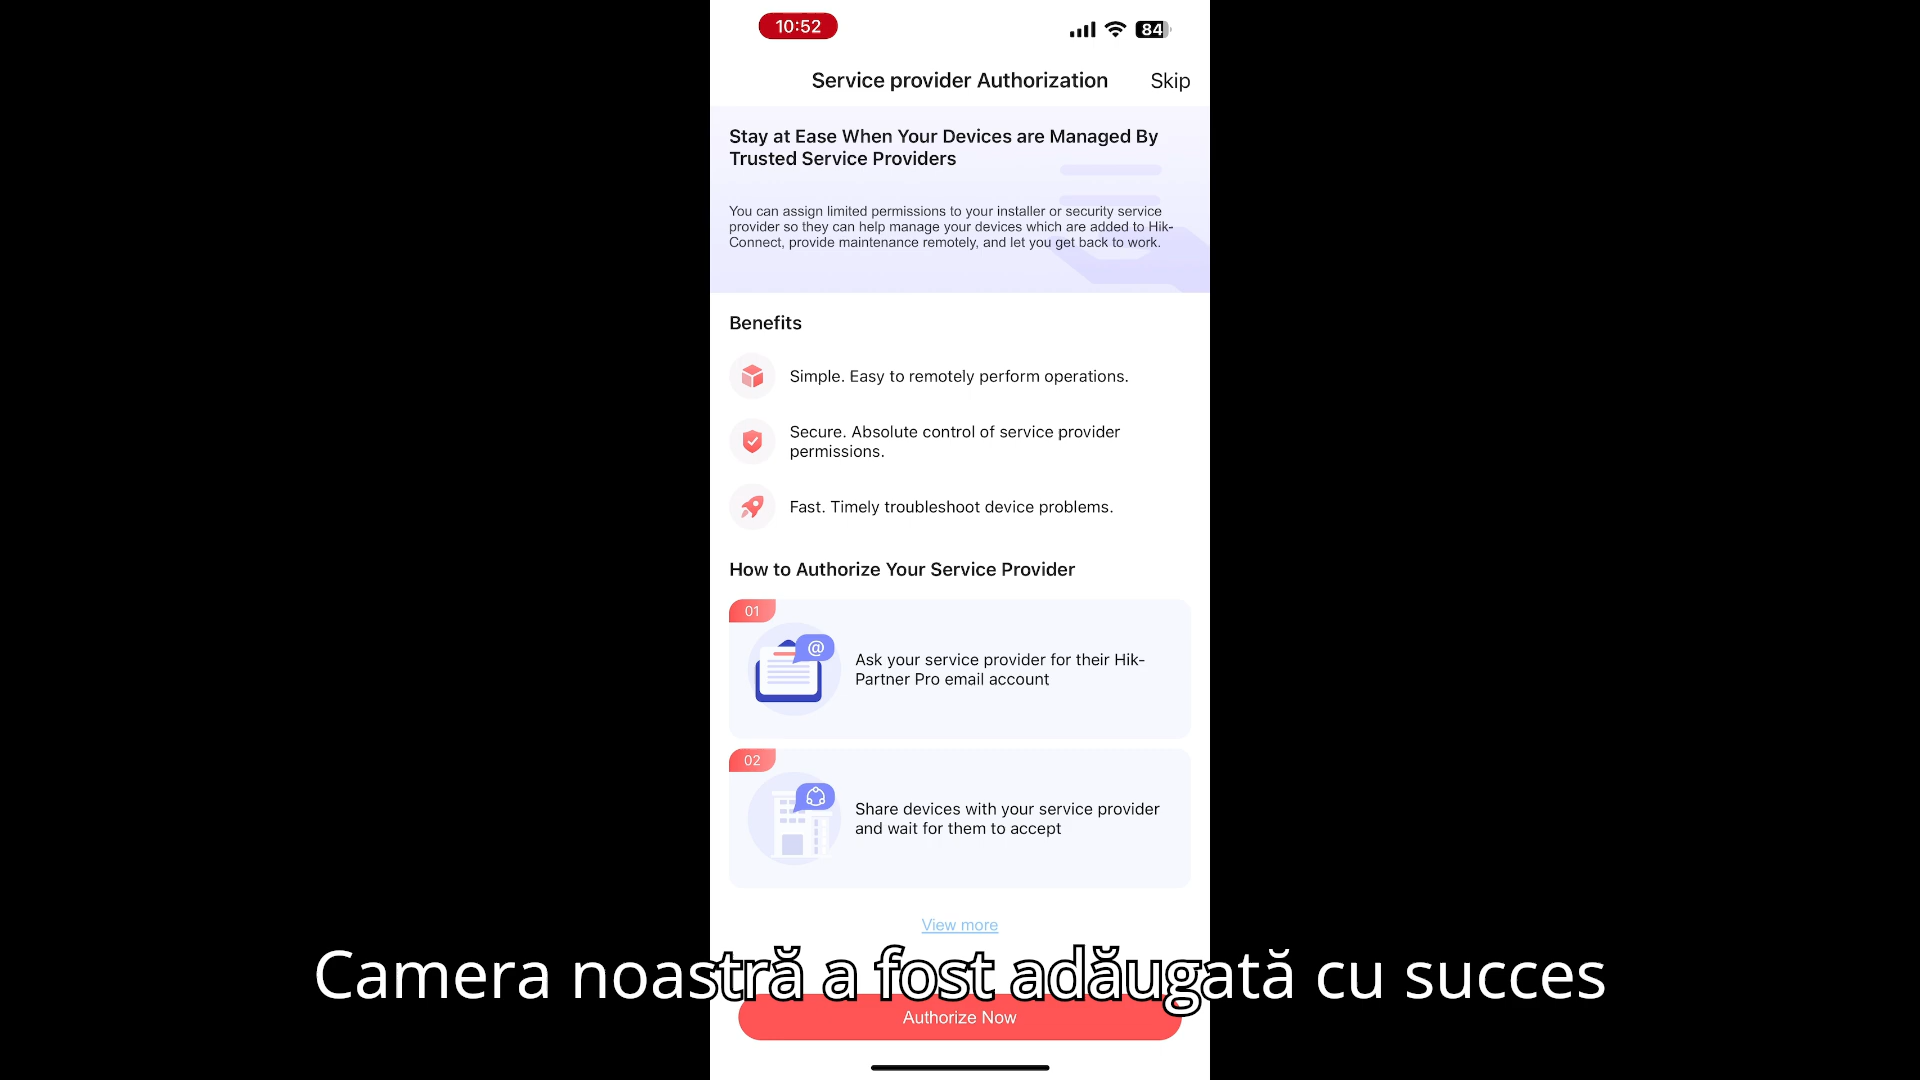 10:52
84
Service provider Authorization
Skip
Stay at Ease When Your Devices are Managed By
Trusted Service Providers
You can assign limited permissions to your installer or security service
provider so they can help manage your devices which are added to Hik-
Connect, provide maintenance remotely, and let you get back to work.
Benefits
Simple. Easy to remotely perform operations.
Secure. Absolute control of service provider
permissions.
Fast. Timely troubleshoot device problems.
How to Authorize Your Service Provider
01
@
Ask your service provider for their Hik-
Partner Pro email account
02
Share devices with your service provider
and wait for them to accept
View more
Camera noastră a fost adăugată cu succes
Authorize Now